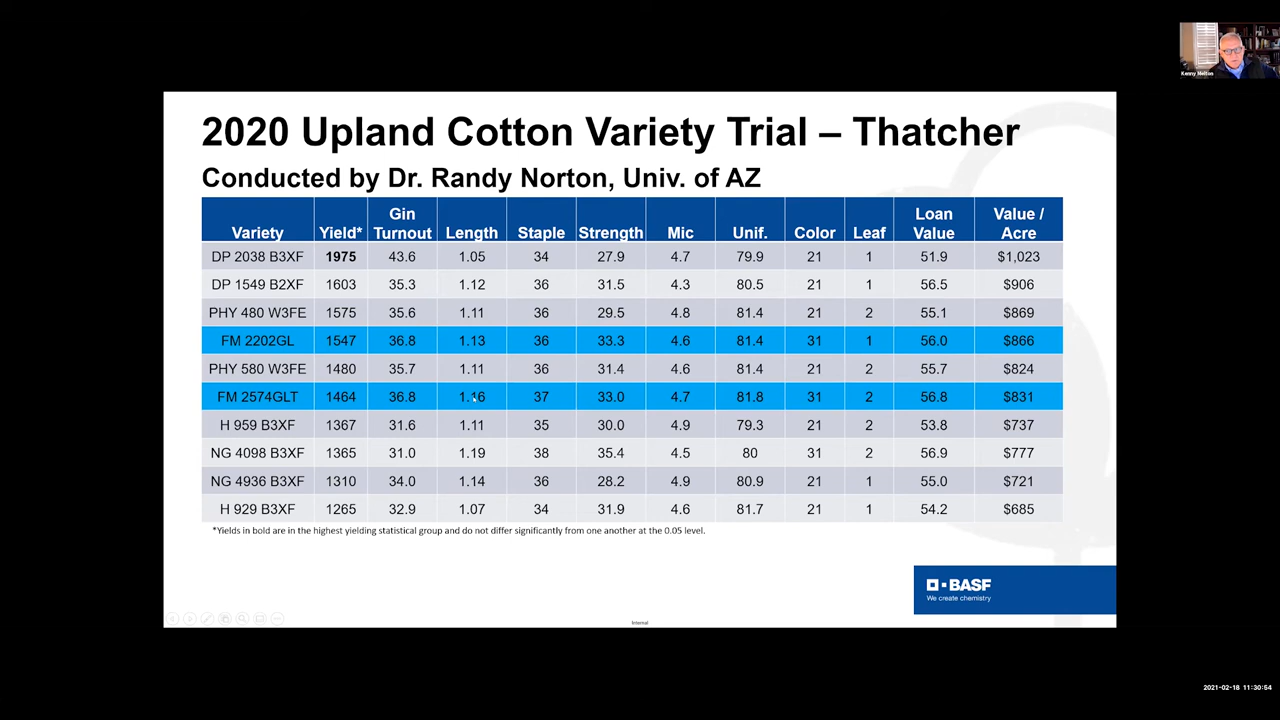 Kenny Melton
2020 Upland Cotton Variety Trial – Thatcher
Conducted by Dr. Randy Norton, Univ. of AZ
Variety Yield* Gin Turnout Length Staple Strength Mic Unif. Color Leaf Loan Value Value / Acre
DP 2038 B3XF 1975 43.6 1.05 34 27.9 4.7 79.9 21 1 51.9 $1,023
DP 1549 B2XF 1603 35.3 1.12 36 31.5 4.3 80.5 21 1 56.5 $906
PHY 480 W3FE 1575 35.6 1.11 36 29.5 4.8 81.4 21 2 55.1 $869
FM 2202GL 1547 36.8 1.13 36 33.3 4.6 81.4 31 1 56.0 $866
PHY 580 W3FE 1480 35.7 1.11 36 31.4 4.6 81.4 21 2 55.7 $824
FM 2574GLT 1464 36.8 1.16 37 33.0 4.7 81.8 31 2 56.8 $831
H 959 B3XF 1367 31.6 1.11 35 30.0 4.9 79.3 21 2 53.8 $737
NG 4098 B3XF 1365 31.0 1.19 38 35.4 4.5 80 31 2 56.9 $777
NG 4936 B3XF 1310 34.0 1.14 36 28.2 4.9 80.9 21 1 55.0 $721
H 929 B3XF 1265 32.9 1.07 34 31.9 4.6 81.7 21 1 54.2 $685
*Yields in bold are in the highest yielding statistical group and do not differ significantly from one another at the 0.05 level.
BASF
We create chemistry
Internal
2021-02-18 11:30:54